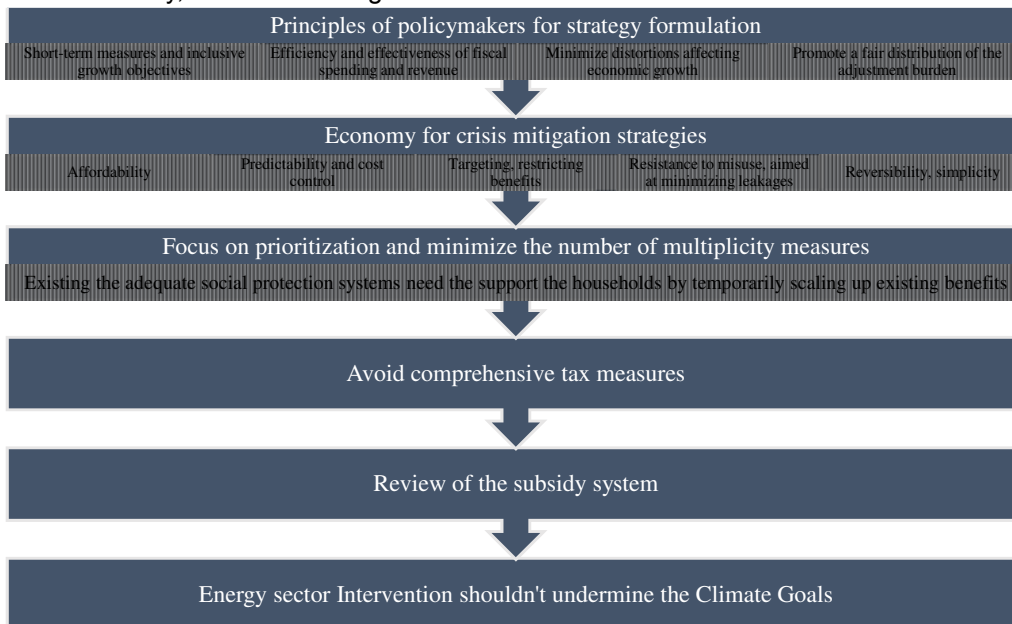 Principles of policymakers for strategy formulation
Short-term measures and inclusive growth objectives
Efficiency and effectiveness of fiscal spending and revenue
Minimize distortions affecting economic growth
Promote a fair distribution of the adjustment burden
Economy for crisis mitigation strategies
Affordability
Predictability and cost control
Targeting, restricting benefits
Resistance to misuse, aimed at minimizing leakages
Reversibility, simplicity
Focus on prioritization and minimize the number of multiplicity measures
Existing the adequate social protection systems need the support the households by temporarily scaling up existing benefits
Avoid comprehensive tax measures
Review of the subsidy system
Energy sector Intervention shouldn't undermine the Climate Goals